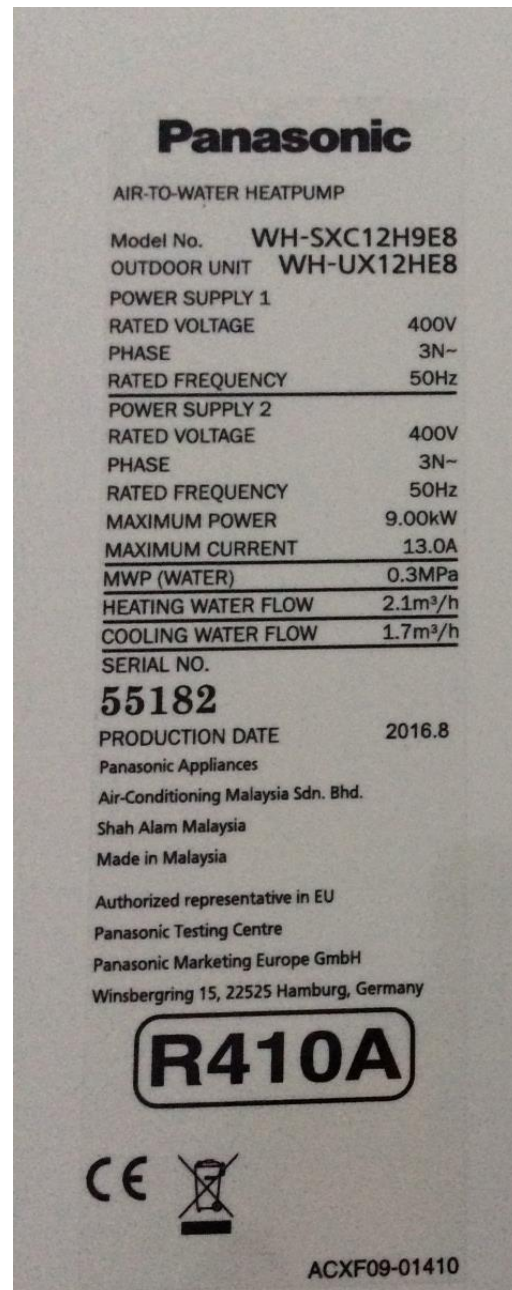 Panasonic
AIR-TO-WATER HEATPUMP
Model No. WH-SXC12H9E8
OUTDOOR UNIT WH-UX12HE8
POWER SUPPLY 1
RATED VOLTAGE 400V
PHASE 3N~
RATED FREQUENCY 50Hz
POWER SUPPLY 2
RATED VOLTAGE 400V
PHASE 3N~
RATED FREQUENCY 50Hz
MAXIMUM POWER 9.00kW
MAXIMUM CURRENT 13.0A
MWP (WATER) 0.3MPa
HEATING WATER FLOW 2.1m³/h
COOLING WATER FLOW 1.7m³/h
SERIAL NO.
55182
PRODUCTION DATE 2016.8
Panasonic Appliances
Air-Conditioning Malaysia Sdn. Bhd.
Shah Alam Malaysia
Made in Malaysia
Authorized representative in EU
Panasonic Testing Centre
Panasonic Marketing Europe GmbH
Winsbergring 15, 22525 Hamburg, Germany
R410A
CE
ACXF09-01410